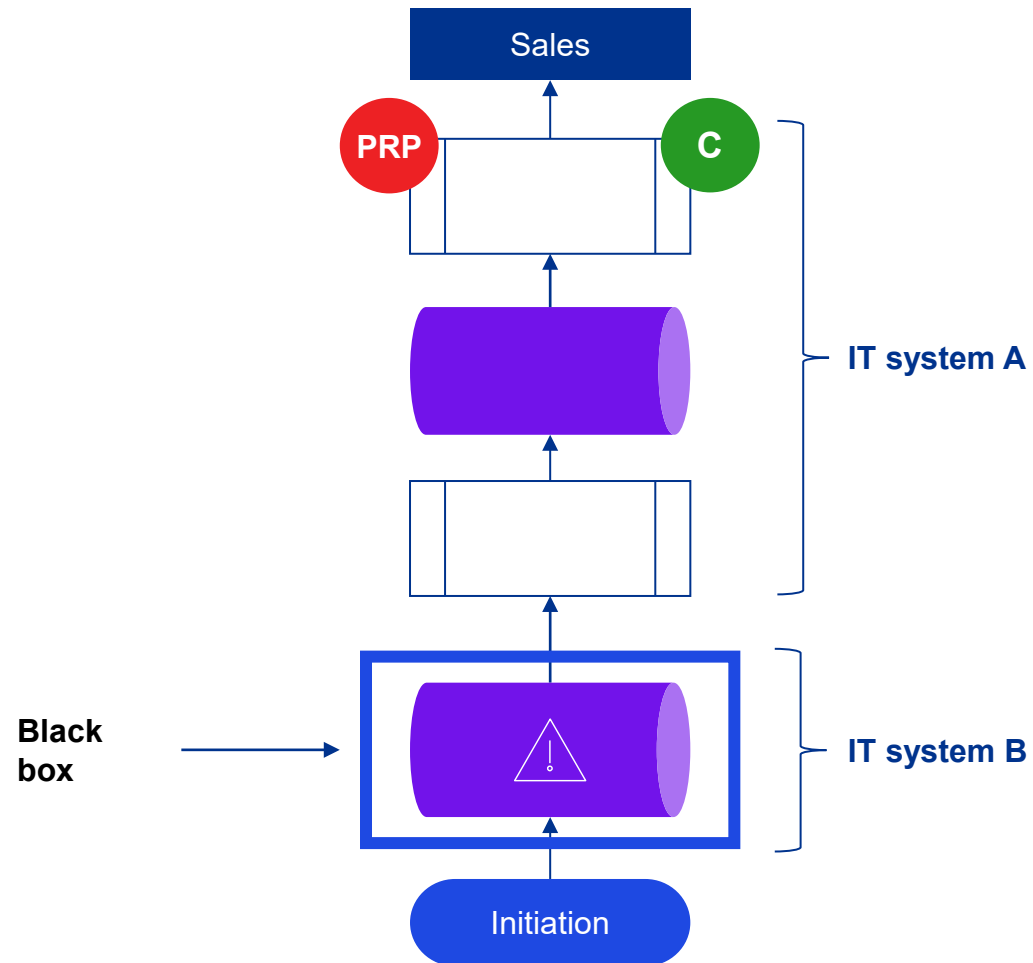 Sales
PRP
C
IT system A
Black
box
IT system B
Initiation